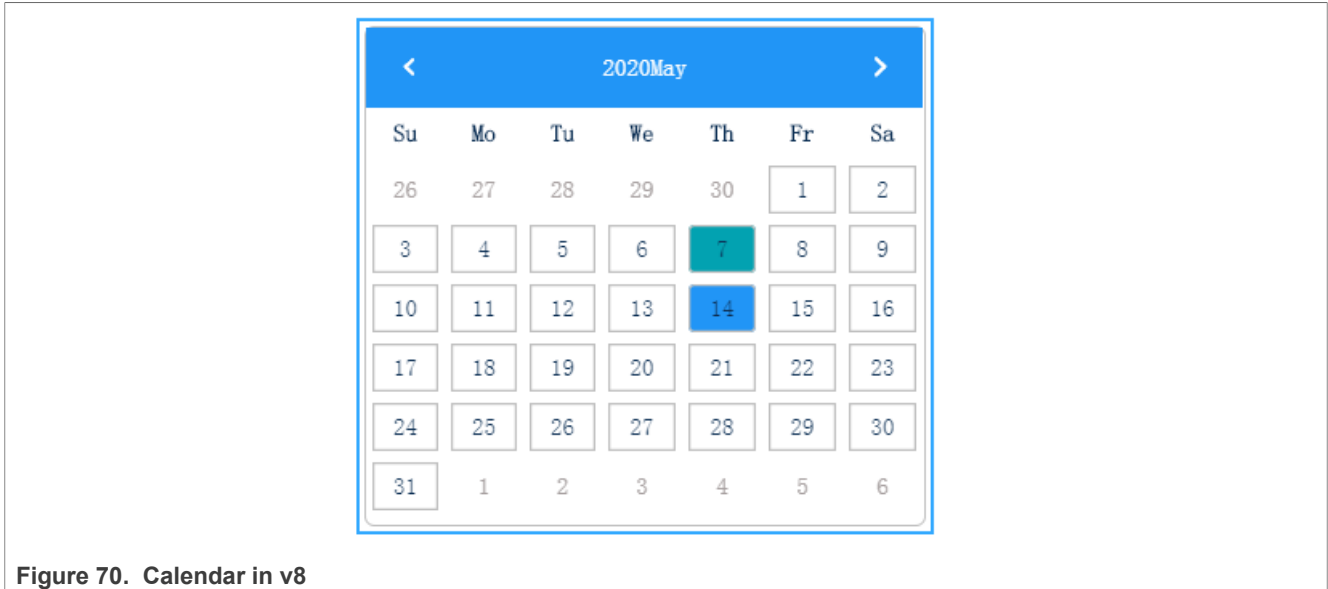 2020May
Su Mo Tu We Th Fr Sa
26 27 28 29 30 1 2
3 4 5 6 7 8 9
10 11 12 13 14 15 16
17 18 19 20 21 22 23
24 25 26 27 28 29 30
31 1 2 3 4 5 6
Figure 70. Calendar in v8